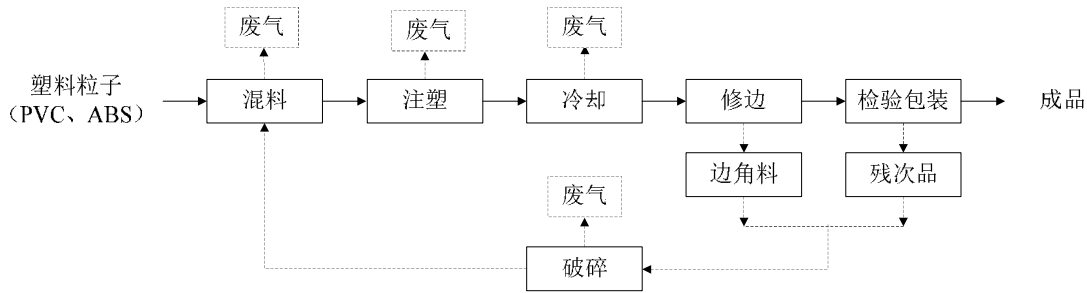 废气
废气
废气
塑料粒子
（PVC、ABS）
混料
注塑
冷却
修边
检验包装
成品
边角料
残次品
废气
破碎